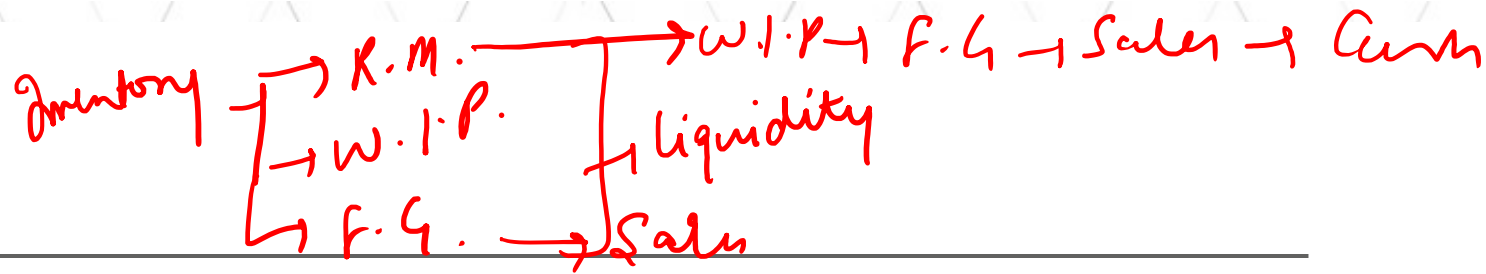 Inventory → R.M. → W.I.P → F.G → Sales → Cash
→ W.I.P. → liquidity
→ F.G. → Sales